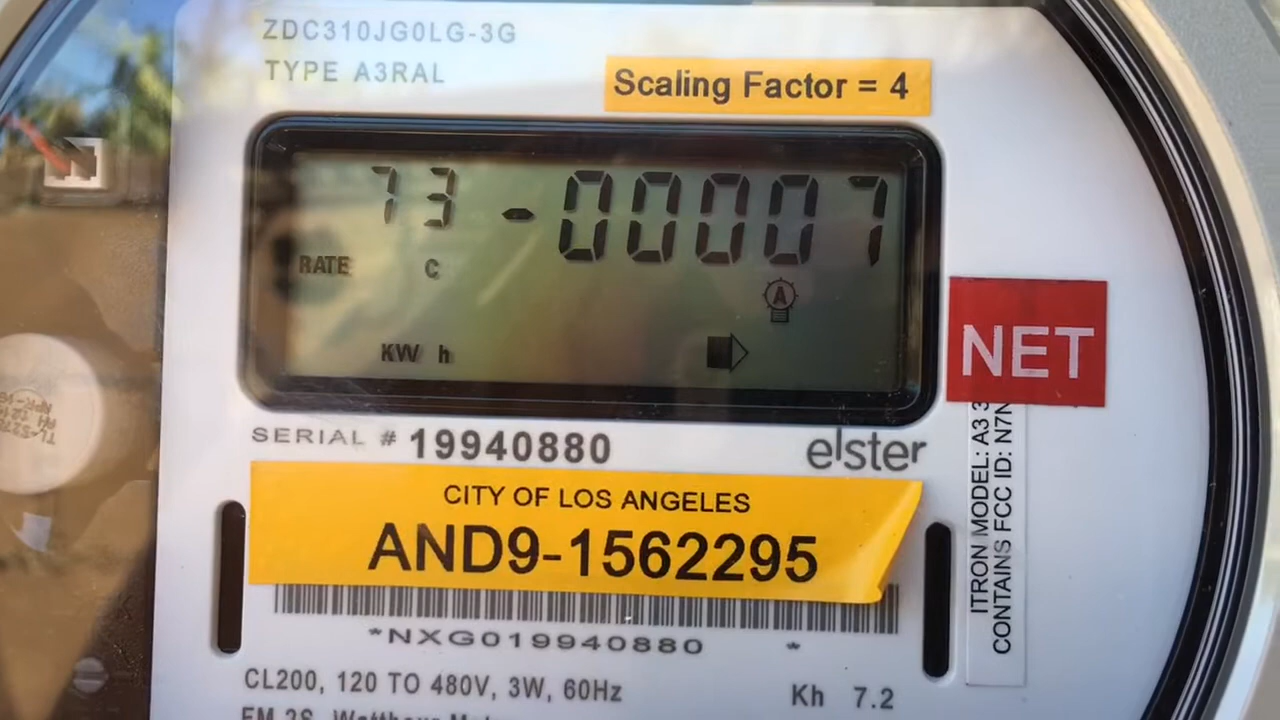 ZDC310JG0LG-3G
TYPE A3RAL
Scaling Factor = 4
73 -00007
RATE C
A
KW h
NET
SERIAL # 19940880
elster
CITY OF LOS ANGELES
AND9-1562295
*NXG019940880 *
ITRON MODEL: A3 3
CONTAINS FCC ID: N7N
CL200, 120 TO 480V, 3W, 60Hz
Kh 7.2